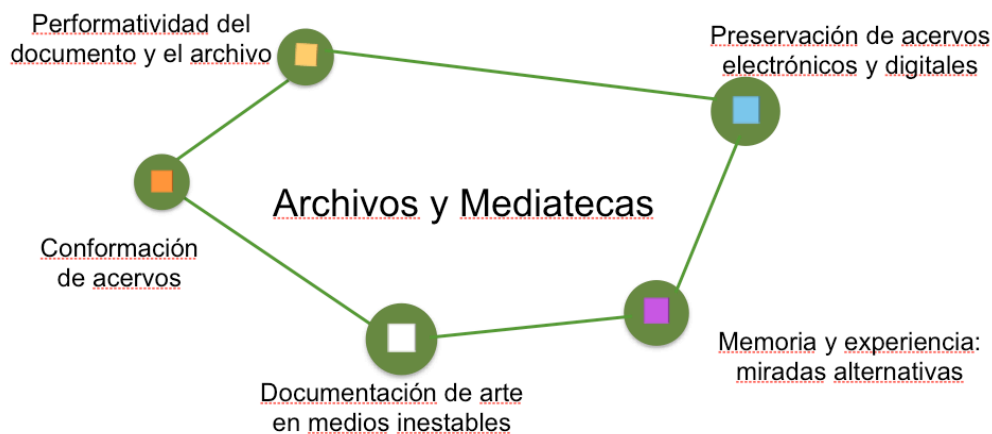 Performatividad del
documento y el archivo
Preservación de acervos
electrónicos y digitales
Archivos y Mediatecas
Conformación
de acervos
Memoria y experiencia:
miradas alternativas
Documentación de arte
en medios inestables